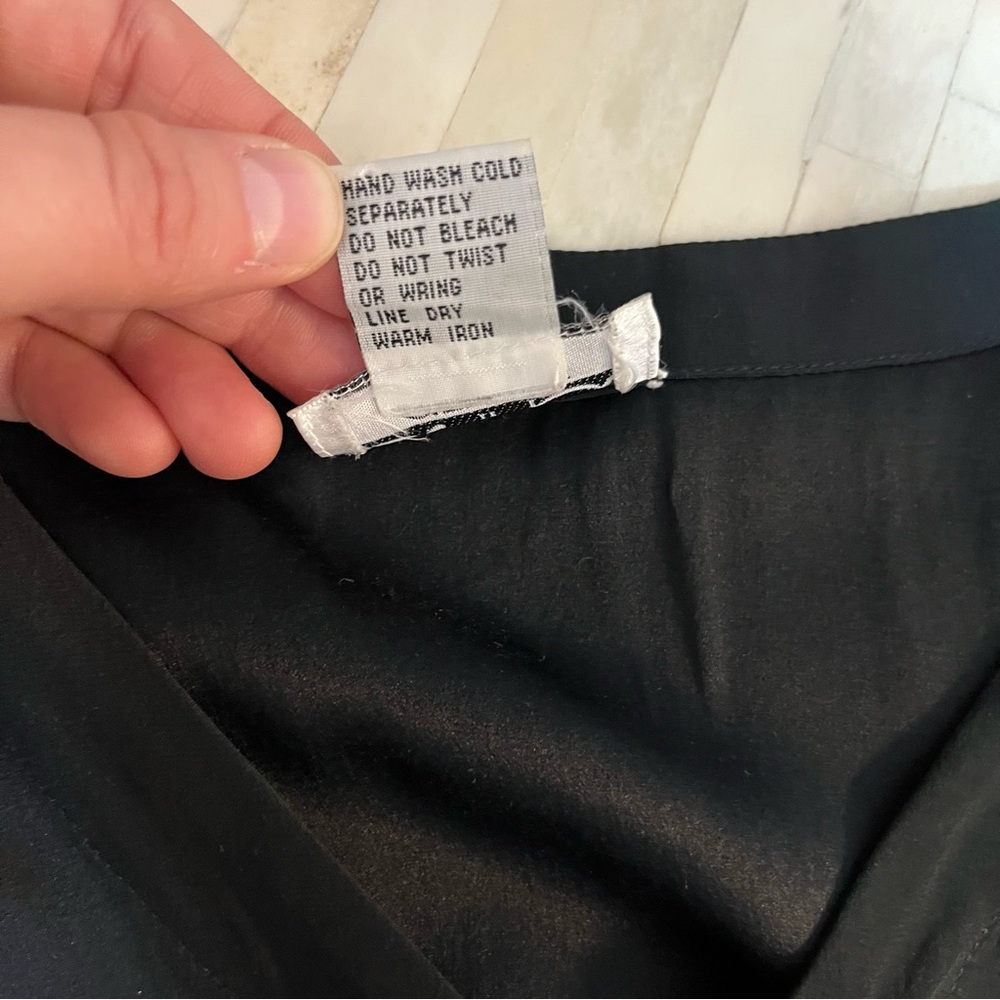 HAND WASH COLD
SEPARATELY
DO NOT BLEACH
DO NOT TWIST
OR WRING
LINE DRY
WARM IRON